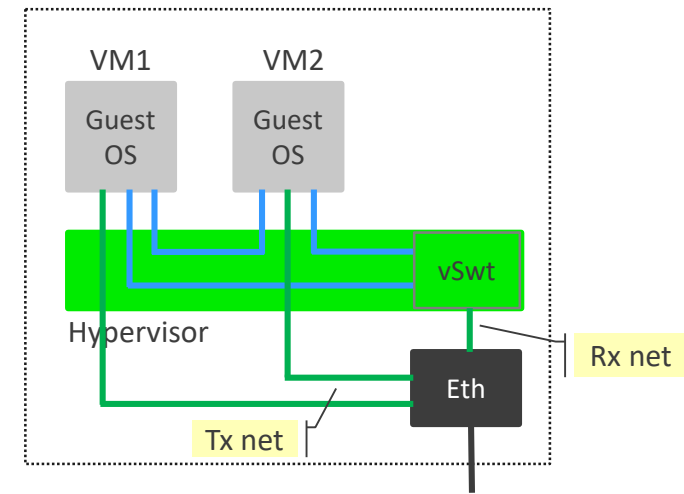 VM1
VM2
Guest
OS
Guest
OS
vSwt
Hypervisor
Rx net
Eth
Tx net